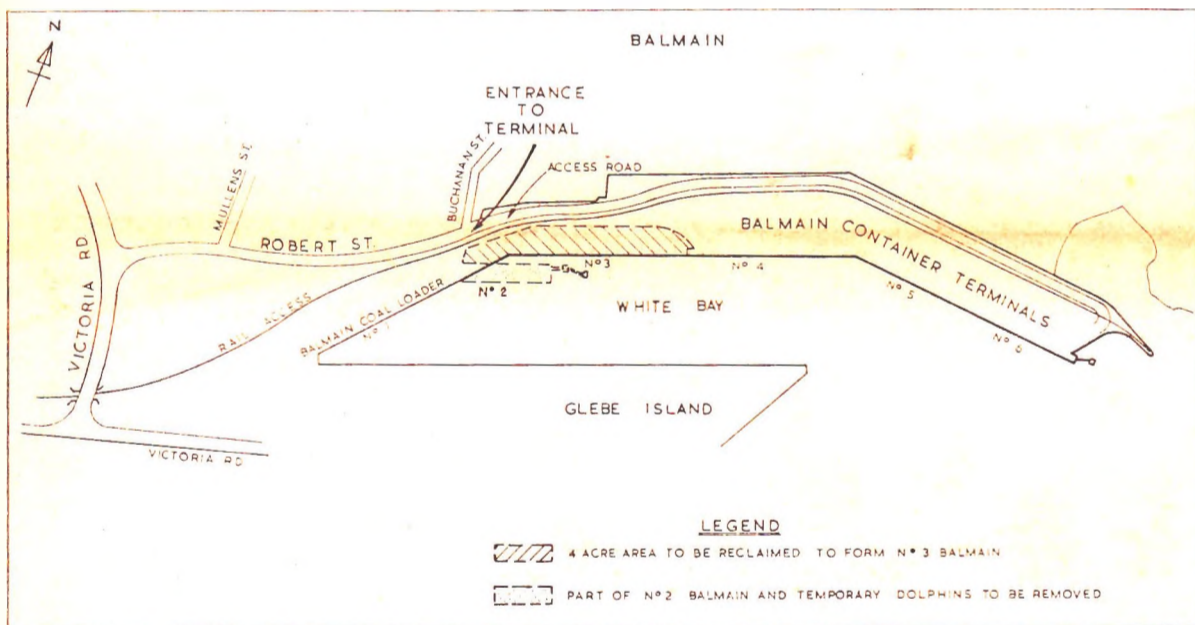 N
BALMAIN
ENTRANCE
TO
TERMINAL
BUCHANAN ST.
ACCESS ROAD
MULLENS ST.
ROBERT ST.
VICTORIA RD
RAIL ACCESS
BALMAIN COAL LOADER
Nº 1
Nº 2
Nº 3
Nº 4
Nº 5
Nº 6
BALMAIN CONTAINER TERMINALS
WHITE BAY
GLEBE ISLAND
VICTORIA RD
LEGEND
4 ACRE AREA TO BE RECLAIMED TO FORM Nº 3 BALMAIN
PART OF Nº 2 BALMAIN AND TEMPORARY DOLPHINS TO BE REMOVED